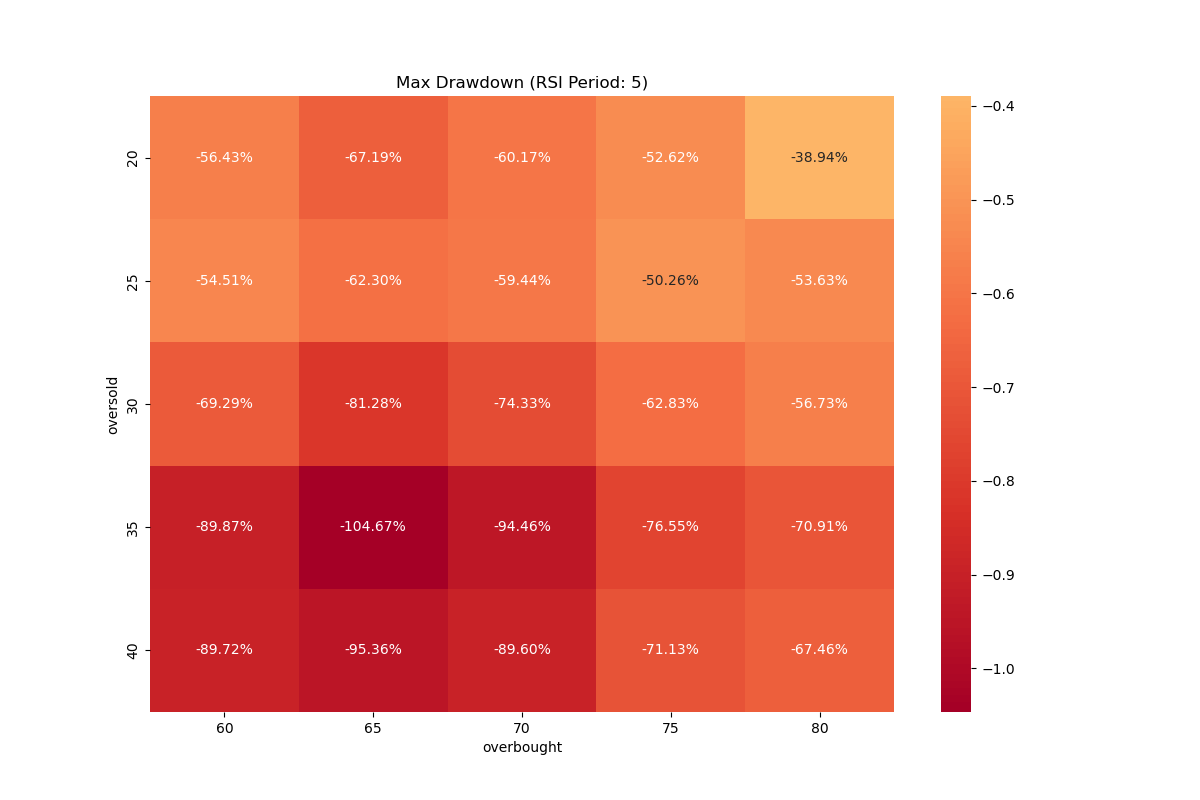 Max Drawdown (RSI Period: 5)
20 -56.43% -67.19% -60.17% -52.62% -38.94%
25 -54.51% -62.30% -59.44% -50.26% -53.63%
oversold
30 -69.29% -81.28% -74.33% -62.83% -56.73%
35 -89.87% -104.67% -94.46% -76.55% -70.91%
40 -89.72% -95.36% -89.60% -71.13% -67.46%
60 65 70 75 80
overbought
−0.4
−0.5
−0.6
−0.7
−0.8
−0.9
−1.0